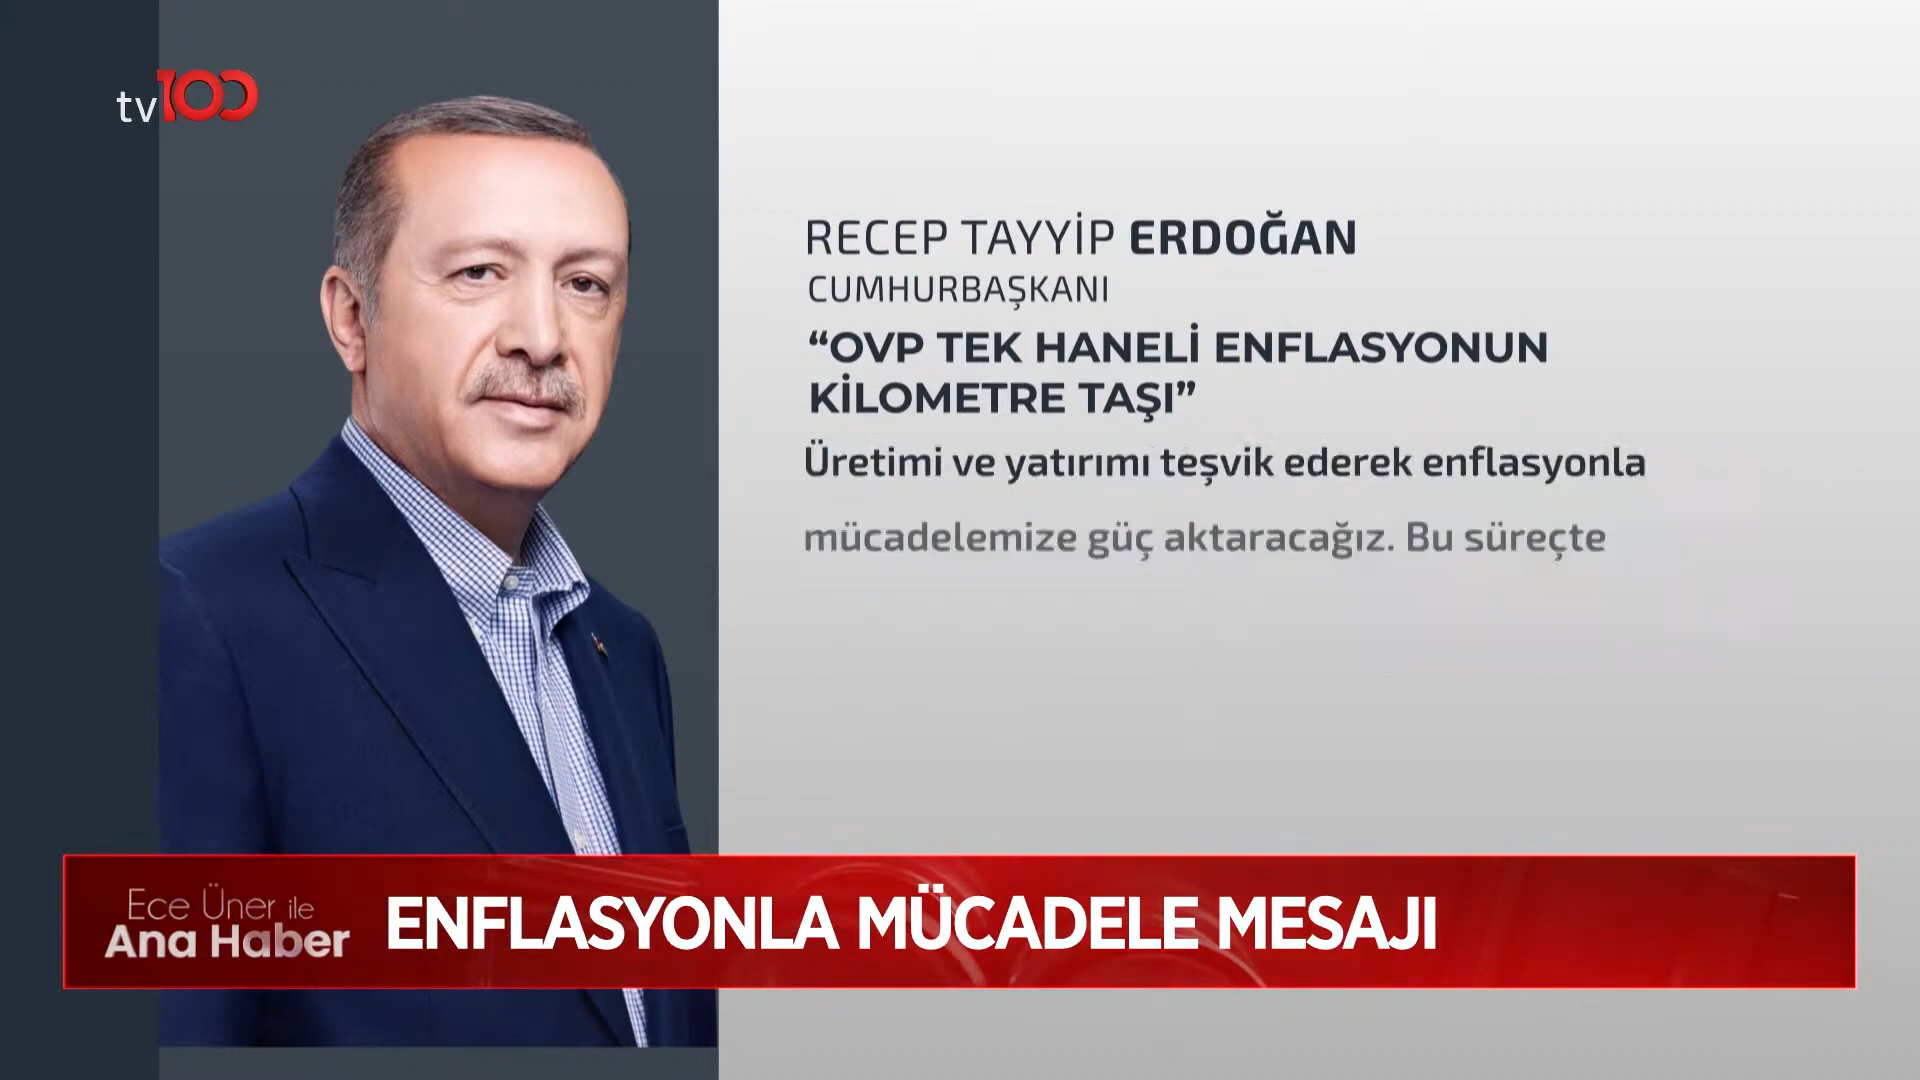 tv100
RECEP TAYYİP ERDOĞAN
CUMHURBAŞKANI
“OVP TEK HANELİ ENFLASYONUN
KİLOMETRE TAŞI”
Üretimi ve yatırımı teşvik ederek enflasyonla
mücadelemize güç aktaracağız. Bu süreçte
Ece Üner ile
Ana Haber
ENFLASYONLA MÜCADELE MESAJI